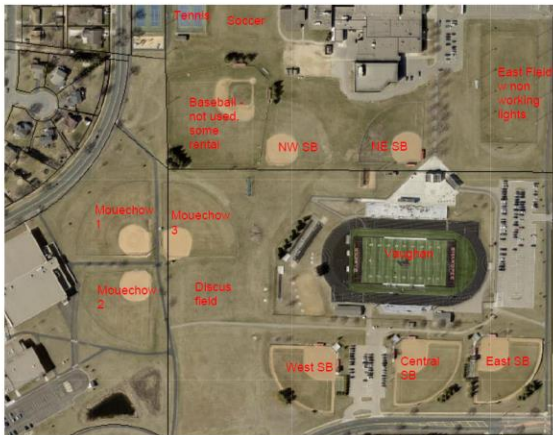 Tennis
Soccer
East Field
w non
working
lights
Baseball -
not used,
some
rental
NW SB
NE SB
Mouechow
1
Mouechow
3
Vaughan
Mouechow
2
Discus
field
West SB
Central
SB
East SB